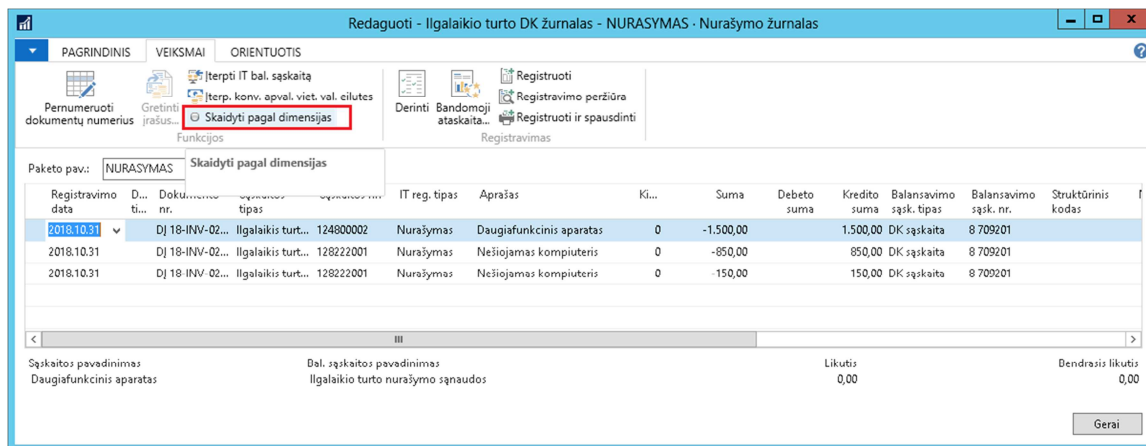 Redaguoti - Ilgalaikio turto DK žurnalas - NURASYMAS · Nurašymo žurnalas
PAGRINDINIS VEIKSMAI ORIENTUOTIS
Pernumeruoti dokumentų numerius
Gretinti įrašus...
Įterpti IT bal. sąskaitą
Įterp. konv. apval. viet. val. eilutes
Skaidyti pagal dimensijas
Funkcijos
Derinti
Bandomoji ataskaita...
Registruoti
Registravimo peržiūra
Registruoti ir spausdinti
Registravimas
Skaidyti pagal dimensijas
Paketo pav.: NURASYMAS
Registravimo data D... ti... nr. tipas IT reg. tipas Aprašas Ki... Suma Debeto suma Kredito suma Balansavimo sąsk. tipas Balansavimo sąsk. nr. Struktūrinis kodas
2018.10.31 DJ 18-INV-02... Ilgalaikis turt... 124800002 Nurašymas Daugiafunkcinis aparatas 0 -1.500,00 1.500,00 DK sąskaita 8 709201
2018.10.31 DJ 18-INV-02... Ilgalaikis turt... 128222001 Nurašymas Nešiojamas kompiuteris 0 -850,00 850,00 DK sąskaita 8 709201
2018.10.31 DJ 18-INV-02... Ilgalaikis turt... 128222001 Nurašymas Nešiojamas kompiuteris 0 -150,00 150,00 DK sąskaita 8 709201
Sąskaitos pavadinimas Bal. sąskaitos pavadinimas Likutis Bendrasis likutis
Daugiafunkcinis aparatas Ilgalaikio turto nurašymo sąnaudos 0,00 0,00
Gerai